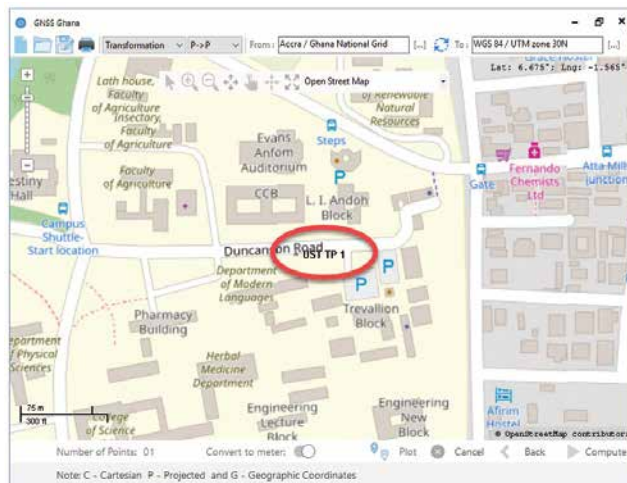 GNSS Ghana
Transformation P->P From: Accra / Ghana National Grid [...] To: WGS 84 / UTM zone 30N [...]
Open Street Map
Lat: 6.675°; Lng: -1.565°
Lath house,
Faculty
of Agriculture
Insectary,
Faculty of
Agriculture
of Renewable
Natural
Resources
Evans
Anfom
Auditorium
Steps
P
Faculty
of Agriculture
CCB
L. I. Andoh
Block
Gate
Fernando
Chemists
Ltd
Atta Mills
junction
estiny
Hall
Campus
Shuttle-
Start location
Duncanson Road
UST TP 1
Department
of Modern
Languages
P
P
Pharmacy
Building
Trevallion
Block
epartment
of Physical
Sciences
Herbal
Medicine
Department
75 m
300 ft
College
of Science
Engineering
Lecture
Block
Engineering
New
Block
Afirim
Hostel
© OpenStreetMap contributor
Number of Points: 01 Convert to meter: Plot Cancel Back Compute
Note: C - Cartesian P - Projected and G - Geographic Coordinates